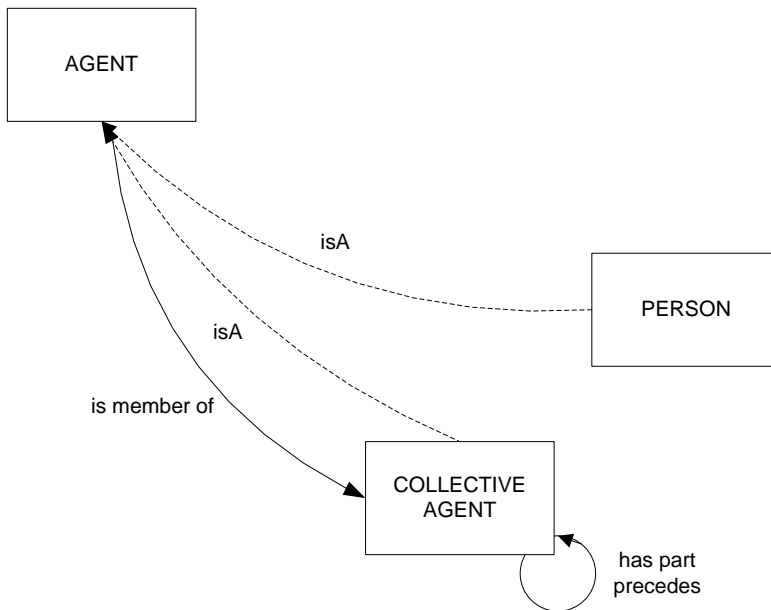 AGENT
isA
PERSON
isA
is member of
COLLECTIVE
AGENT
has part
precedes